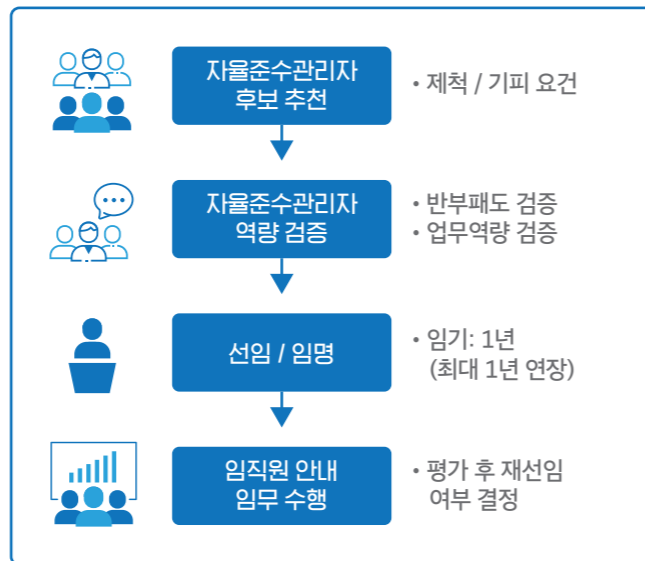 자율준수관리자
후보 추천
• 제척 / 기피 요건
자율준수관리자
역량 검증
• 반부패도 검증
• 업무역량 검증
선임 / 임명
• 임기: 1년
(최대 1년 연장)
임직원 안내
임무 수행
• 평가 후 재선임
여부 결정